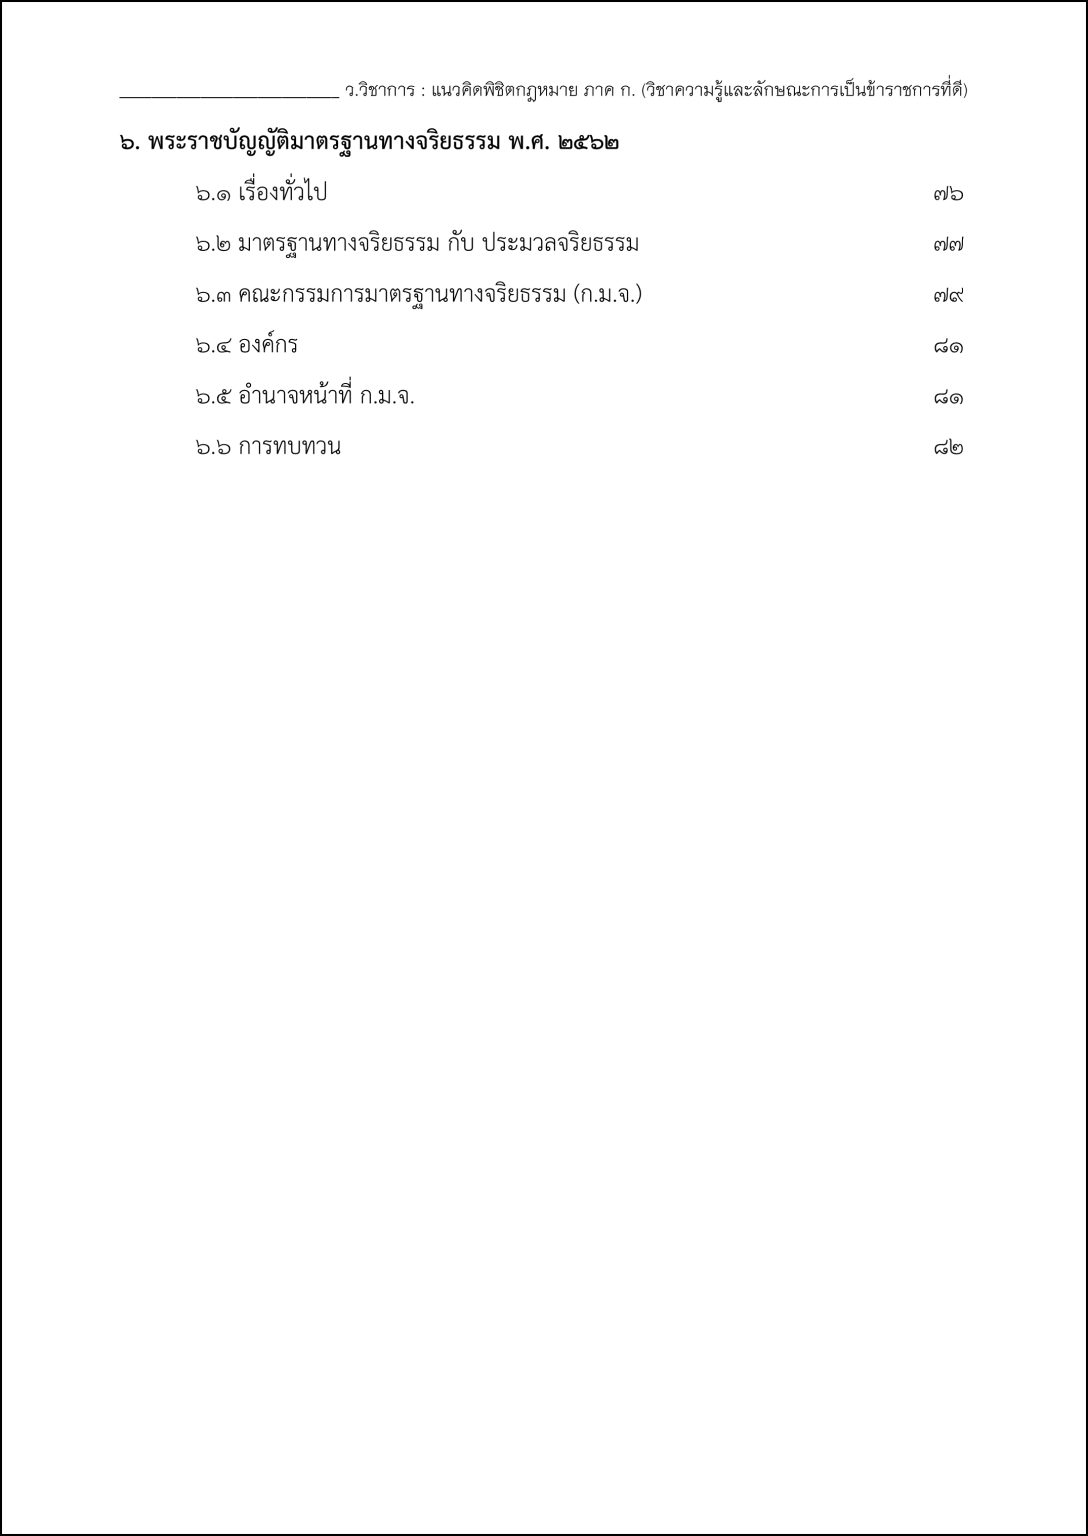 ว.วิชาการ : แนวคิดพิชิตกฎหมาย ภาค ก. (วิชาความรู้และลักษณะการเป็นข้าราชการที่ดี)
๖. พระราชบัญญัติมาตรฐานทางจริยธรรม พ.ศ. ๒๕๖๒
๖.๑ เรื่องทั่วไป ๗๖
๖.๒ มาตรฐานทางจริยธรรม กับ ประมวลจริยธรรม ๗๗
๖.๓ คณะกรรมการมาตรฐานทางจริยธรรม (ก.ม.จ.) ๗๙
๖.๔ องค์กร ๘๑
๖.๕ อำนาจหน้าที่ ก.ม.จ. ๘๑
๖.๖ การทบทวน ๘๒